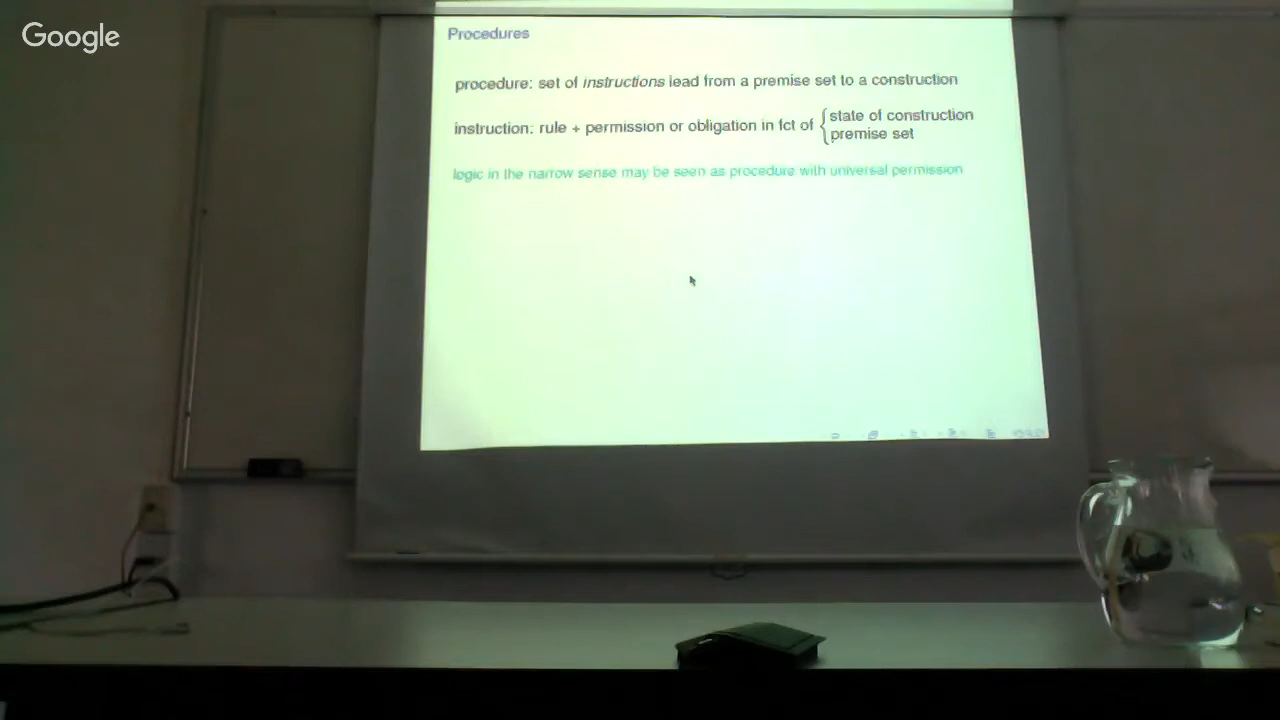 Google
Procedures
procedure: set of instructions lead from a premise set to a construction
instruction: rule + permission or obligation in fct of { state of construction
premise set
logic in the narrow sense may be seen as procedure with universal permission